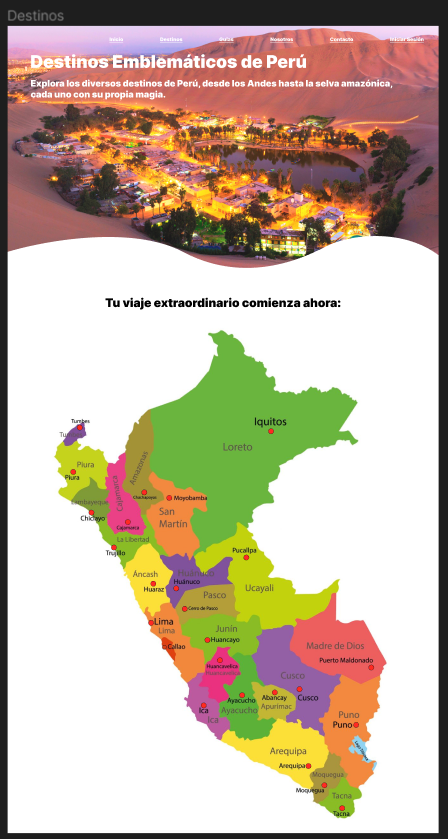 Destinos
Inicio Destinos Guías Nosotros Contacto Iniciar Sesión
Destinos Emblemáticos de Perú
Explora los diversos destinos de Perú, desde los Andes hasta la selva amazónica,
cada uno con su propia magia.
Tu viaje extraordinario comienza ahora:
Iquitos
Loreto
Tumbes
Piura
Piura
Amazonas
Cajamarca
Lambayeque
Chachapoyas
Moyobamba
San
Martín
Chiclayo
Cajamarca
La Libertad
Trujillo
Pucallpa
Áncash
Huánuco
Huánuco
Huaraz
Ucayali
Pasco
Cerro de Pasco
Lima
Lima
Junín
Huancayo
Callao
Madre de Dios
Puerto Maldonado
Huancavelica
Huancavelica
Cusco
Cusco
Ayacucho
Ayacucho
Abancay
Apurímac
Ica
Ica
Puno
Puno
Arequipa
Arequipa
Moquegua
Moquegua
Tacna
Tacna